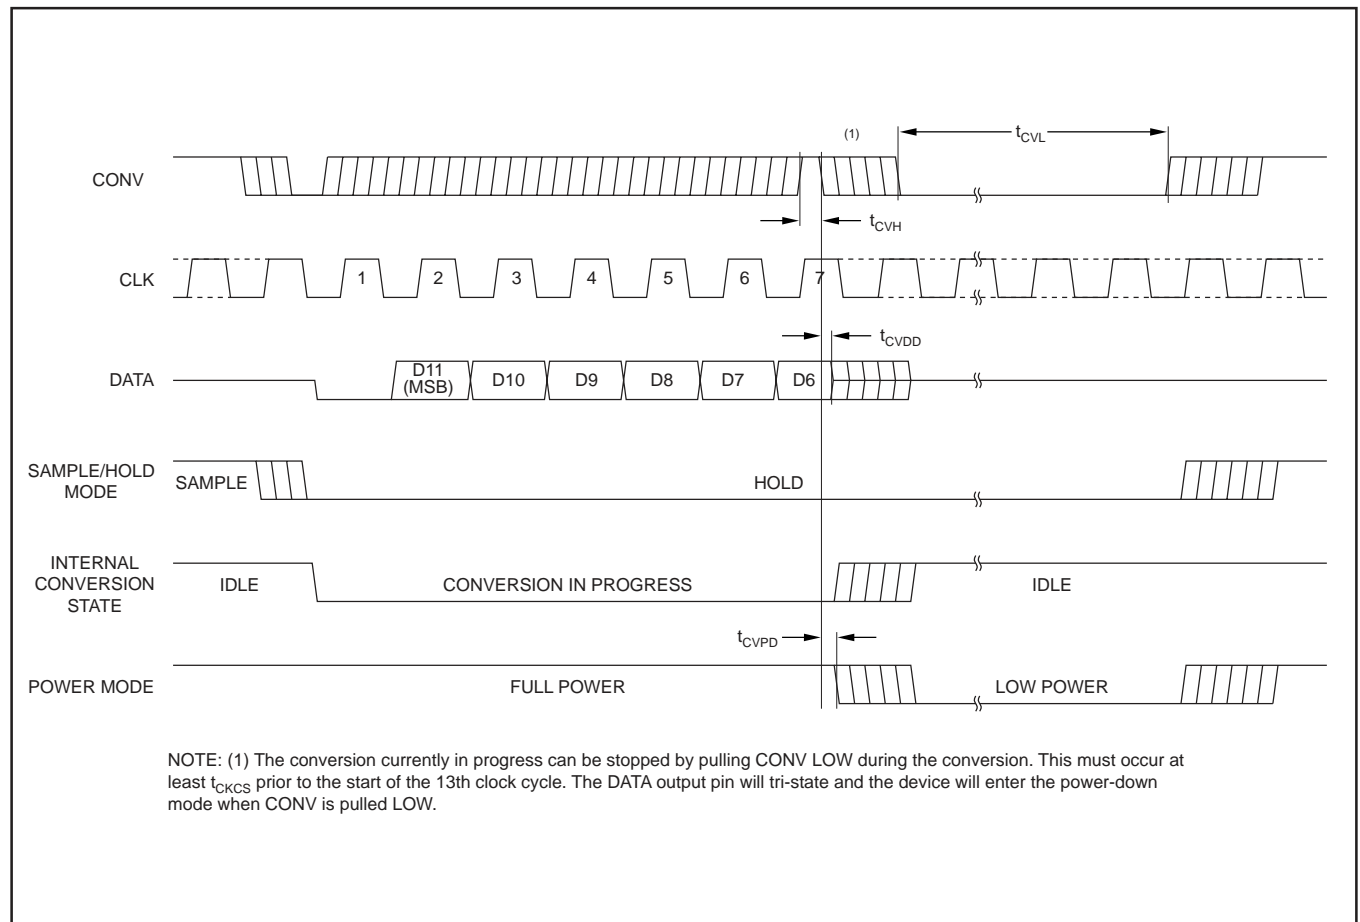 (1)
tCVL
CONV
tCVH
CLK
1 2 3 4 5 6 7
tCVDD
DATA
D11
(MSB)
D10 D9 D8 D7 D6
SAMPLE/HOLD
MODE
SAMPLE
HOLD
INTERNAL
CONVERSION
STATE
IDLE
CONVERSION IN PROGRESS
IDLE
tCVPD
POWER MODE
FULL POWER
LOW POWER
NOTE: (1) The conversion currently in progress can be stopped by pulling CONV LOW during the conversion. This must occur at
least tCKCS prior to the start of the 13th clock cycle. The DATA output pin will tri-state and the device will enter the power-down
mode when CONV is pulled LOW.